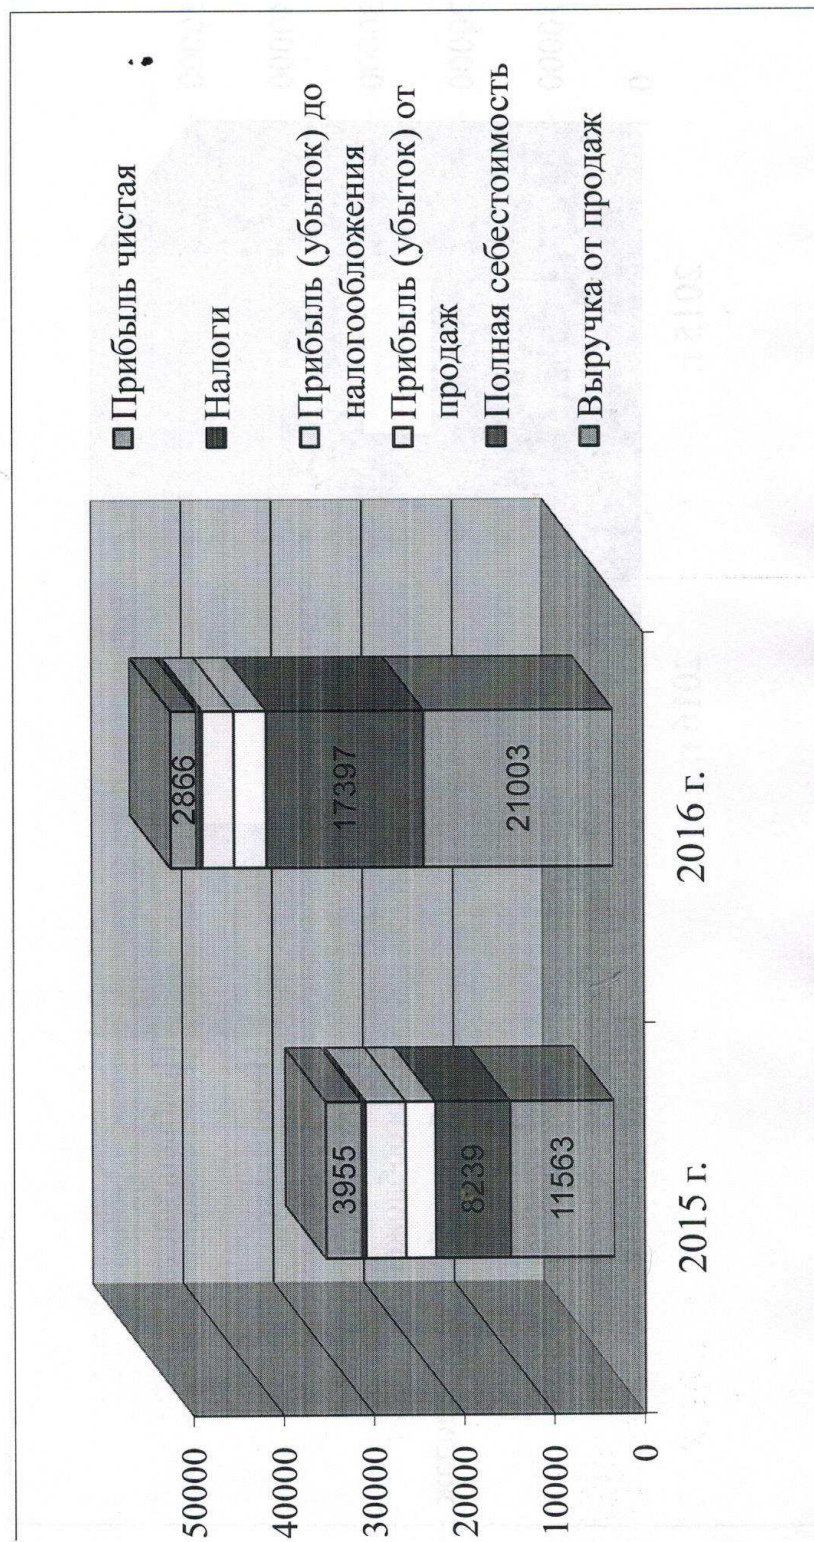 50000
40000
30000
20000
10000
0
3955
8239
11563
2015 г.
2866
17397
21003
2016 г.
Прибыль чистая
Налоги
Прибыль (убыток) до
налогообложения
Прибыль (убыток) от
продаж
Полная себестоимость
Выручка от продаж